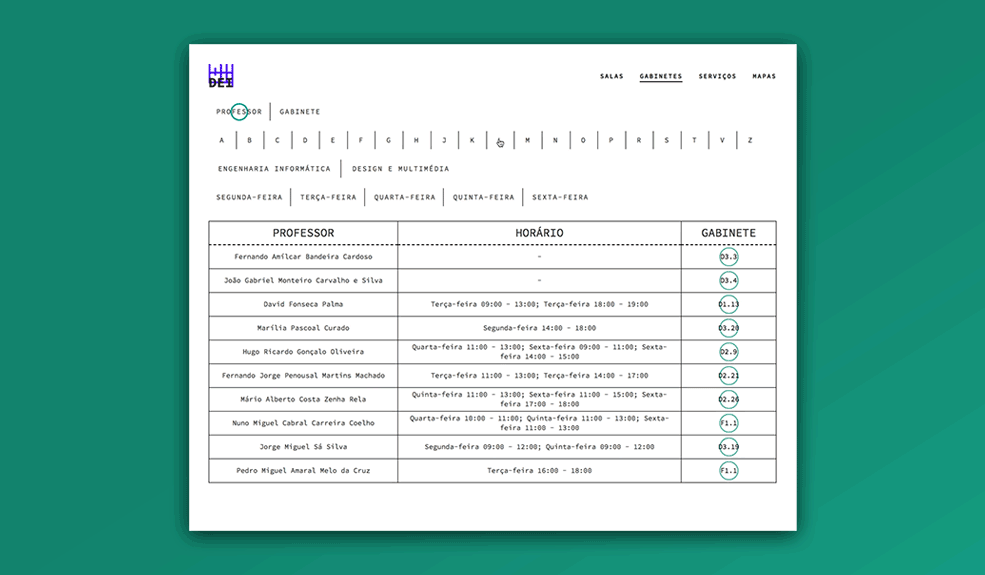 DEI
SALAS GABINETES SERVIÇOS MAPAS
PROFESSOR GABINETE
A B C D E F G H J K L M N O P R S T V Z
ENGENHARIA INFORMÁTICA DESIGN E MULTIMÉDIA
SEGUNDA-FEIRA TERÇA-FEIRA QUARTA-FEIRA QUINTA-FEIRA SEXTA-FEIRA
PROFESSOR HORÁRIO GABINETE
Fernando Amílcar Bandeira Cardoso - D3.3
João Gabriel Monteiro Carvalho e Silva - D3.4
David Fonseca Palma Terça-feira 09:00 - 13:00; Terça-feira 18:00 - 19:00 D1.13
Marília Pascoal Curado Segunda-feira 14:00 - 18:00 D3.20
Hugo Ricardo Gonçalo Oliveira Quarta-feira 11:00 - 13:00; Sexta-feira 09:00 - 11:00; Sexta-
feira 14:00 - 15:00 D2.9
Fernando Jorge Penousal Martins Machado Terça-feira 11:00 - 13:00; Terça-feira 14:00 - 17:00 D2.21
Mário Alberto Costa Zenha Rela Quinta-feira 11:00 - 13:00; Sexta-feira 11:00 - 15:00; Sexta-
feira 17:00 - 18:00 D2.26
Nuno Miguel Cabral Carreira Coelho Quarta-feira 10:00 - 11:00; Quinta-feira 11:00 - 13:00; Sexta-
feira 11:00 - 13:00 F1.1
Jorge Miguel Sá Silva Segunda-feira 09:00 - 12:00; Quinta-feira 09:00 - 12:00 D3.19
Pedro Miguel Amaral Melo da Cruz Terça-feira 16:00 - 18:00 F1.1